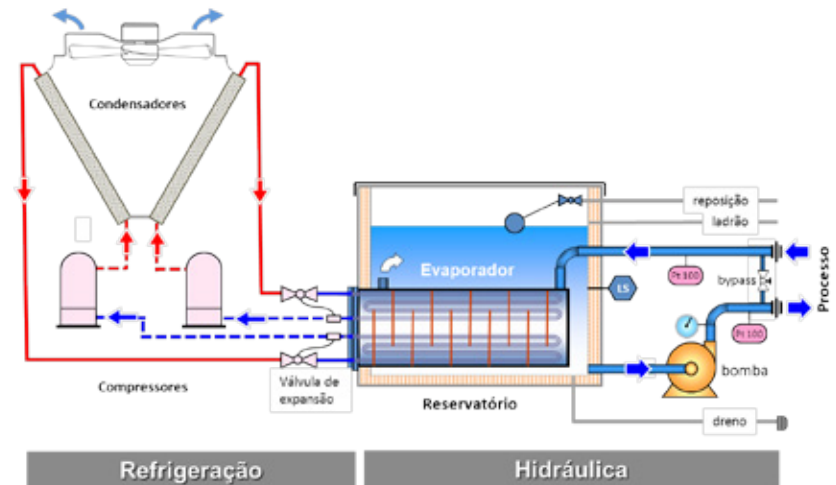 Condensadores
reposição
ladrão
Evaporador
Pt 100
LS
bypass
Processo
Pt 100
bomba
Compressores
Válvula de
expansão
Reservatório
dreno
Refrigeração
Hidráulica